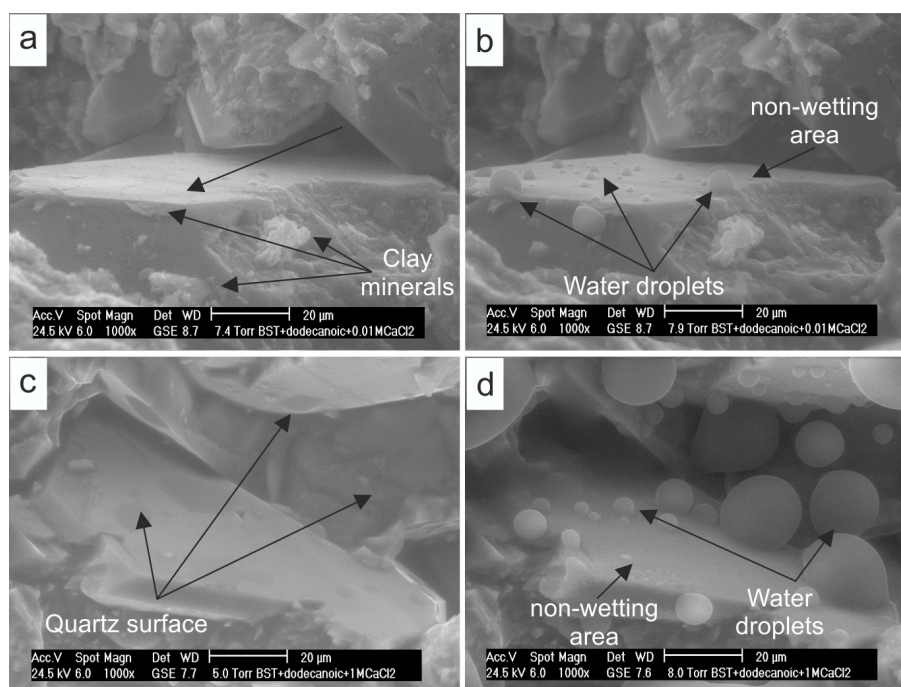 a
Clay
minerals
Acc.V Spot Magn Det WD 20 µm
24.5 kV 6.0 1000x GSE 8.7 7.4 Torr BST+dodecanoic+0.01MCaCl2
b
non-wetting
area
Water droplets
Acc.V Spot Magn Det WD 20 µm
24.5 kV 6.0 1000x GSE 8.7 7.9 Torr BST+dodecanoic+0.01MCaCl2
c
Quartz surface
Acc.V Spot Magn Det WD 20 µm
24.5 kV 6.0 1000x GSE 7.7 5.0 Torr BST+dodecanoic+1MCaCl2
d
non-wetting
area
Water
droplets
Acc.V Spot Magn Det WD 20 µm
24.5 kV 6.0 1000x GSE 7.6 8.0 Torr BST+dodecanoic+1MCaCl2